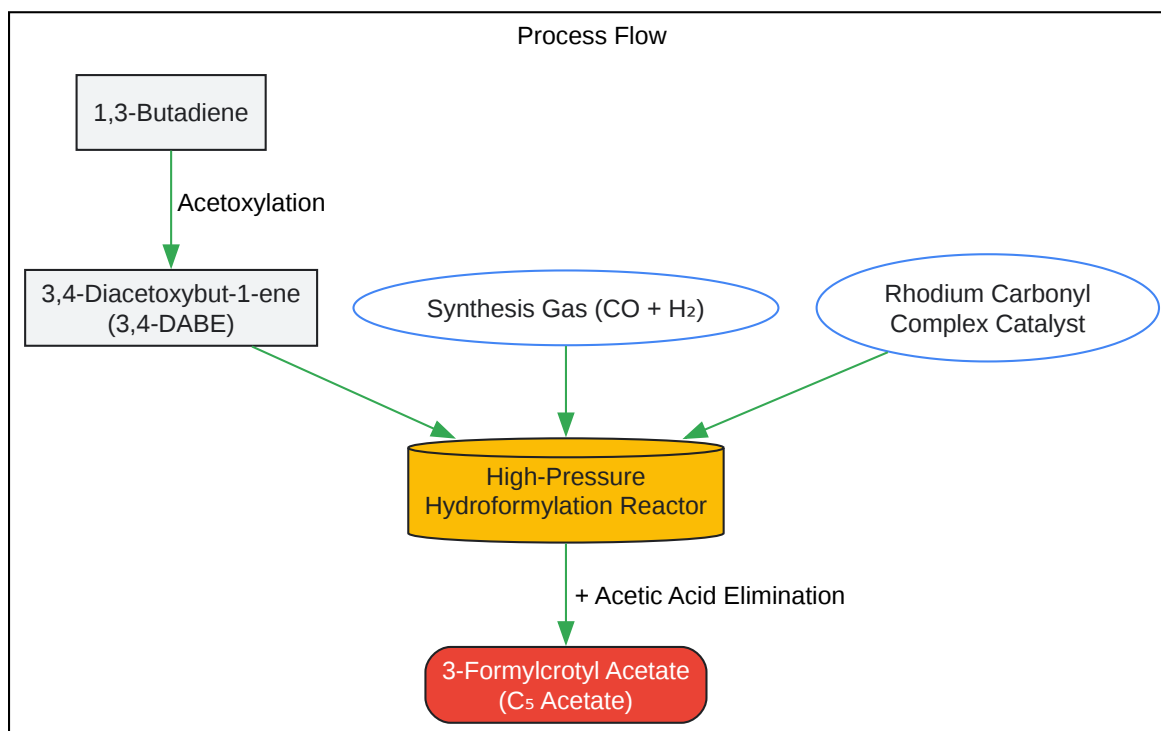 Process Flow
1,3-Butadiene
Acetoxylation
3,4-Diacetoxybut-1-ene
(3,4-DABE)
Synthesis Gas (CO + H₂)
Rhodium Carbonyl
Complex Catalyst
High-Pressure
Hydroformylation Reactor
+ Acetic Acid Elimination
3-Formylcrotyl Acetate
(C₅ Acetate)